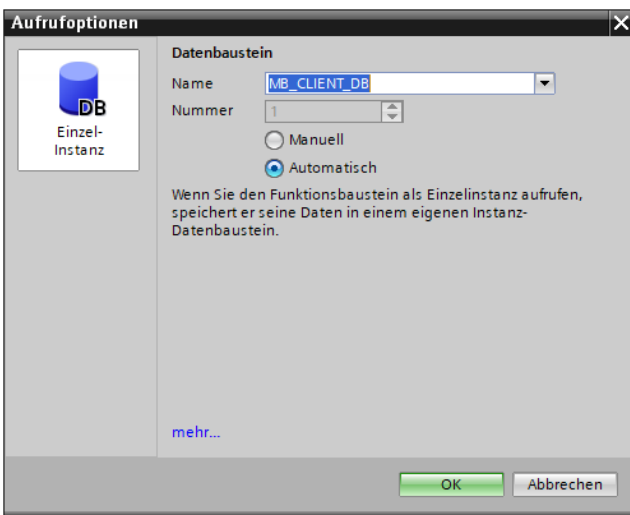 Aufrufoptionen
DB
Einzel-
Instanz
Datenbaustein
Name MB_CLIENT_DB
Nummer 1
Manuell
Automatisch
Wenn Sie den Funktionsbaustein als Einzelinstanz aufrufen,
speichert er seine Daten in einem eigenen Instanz-
Datenbaustein.
mehr...
OK Abbrechen